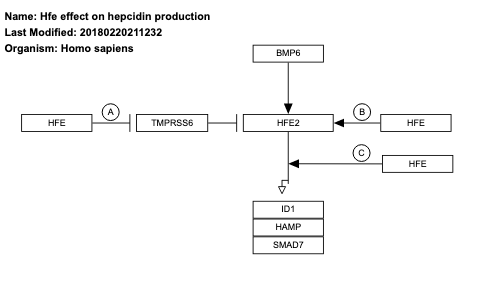 Name: Hfe effect on hepcidin production
Last Modified: 20180220211232
Organism: Homo sapiens
BMP6
A
B
HFE
TMPRSS6
HFE2
HFE
C
HFE
ID1
HAMP
SMAD7